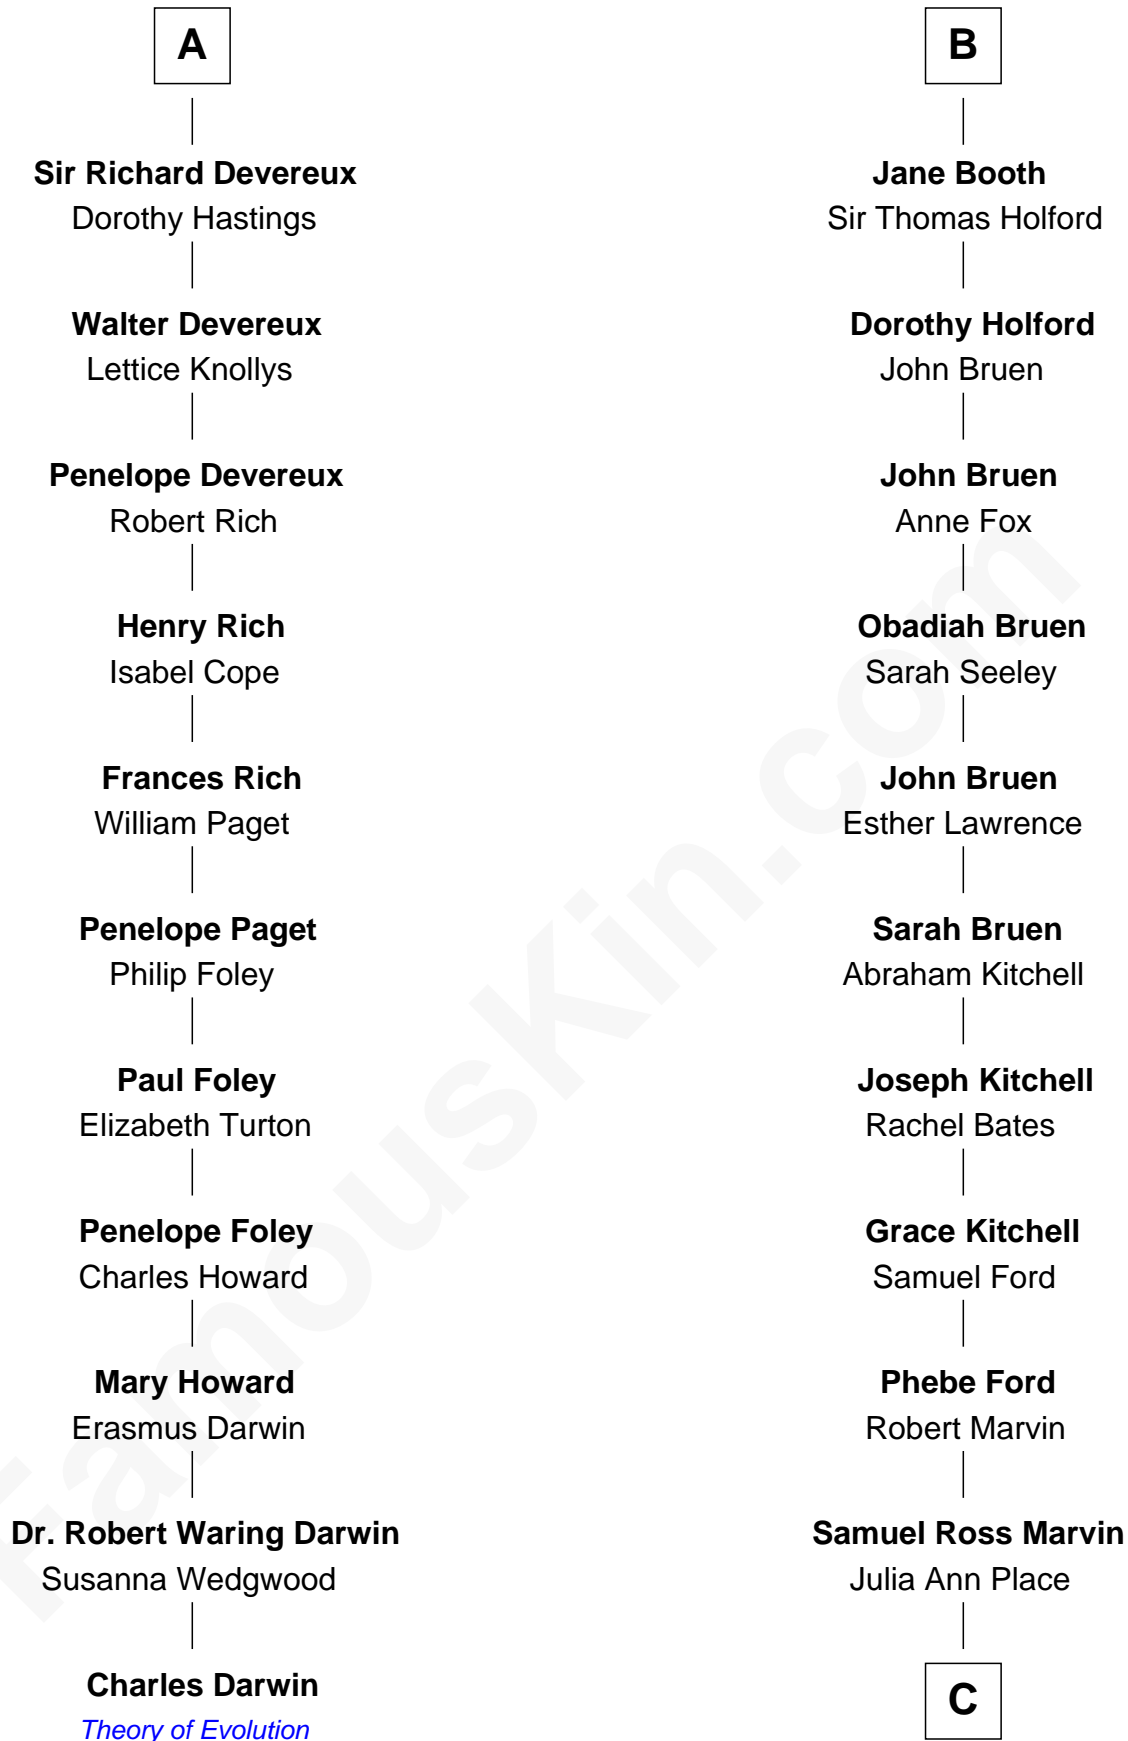 A
Sir Richard Devereux
Dorothy Hastings
Walter Devereux
Lettice Knollys
Penelope Devereux
Robert Rich
Henry Rich
Isabel Cope
Frances Rich
William Paget
Penelope Paget
Philip Foley
Paul Foley
Elizabeth Turton
Penelope Foley
Charles Howard
Mary Howard
Erasmus Darwin
Dr. Robert Waring Darwin
Susanna Wedgwood
Charles Darwin
Theory of Evolution
B
Jane Booth
Sir Thomas Holford
Dorothy Holford
John Bruen
John Bruen
Anne Fox
Obadiah Bruen
Sarah Seeley
John Bruen
Esther Lawrence
Sarah Bruen
Abraham Kitchell
Joseph Kitchell
Rachel Bates
Grace Kitchell
Samuel Ford
Phebe Ford
Robert Marvin
Samuel Ross Marvin
Julia Ann Place
C
FamousKin.com